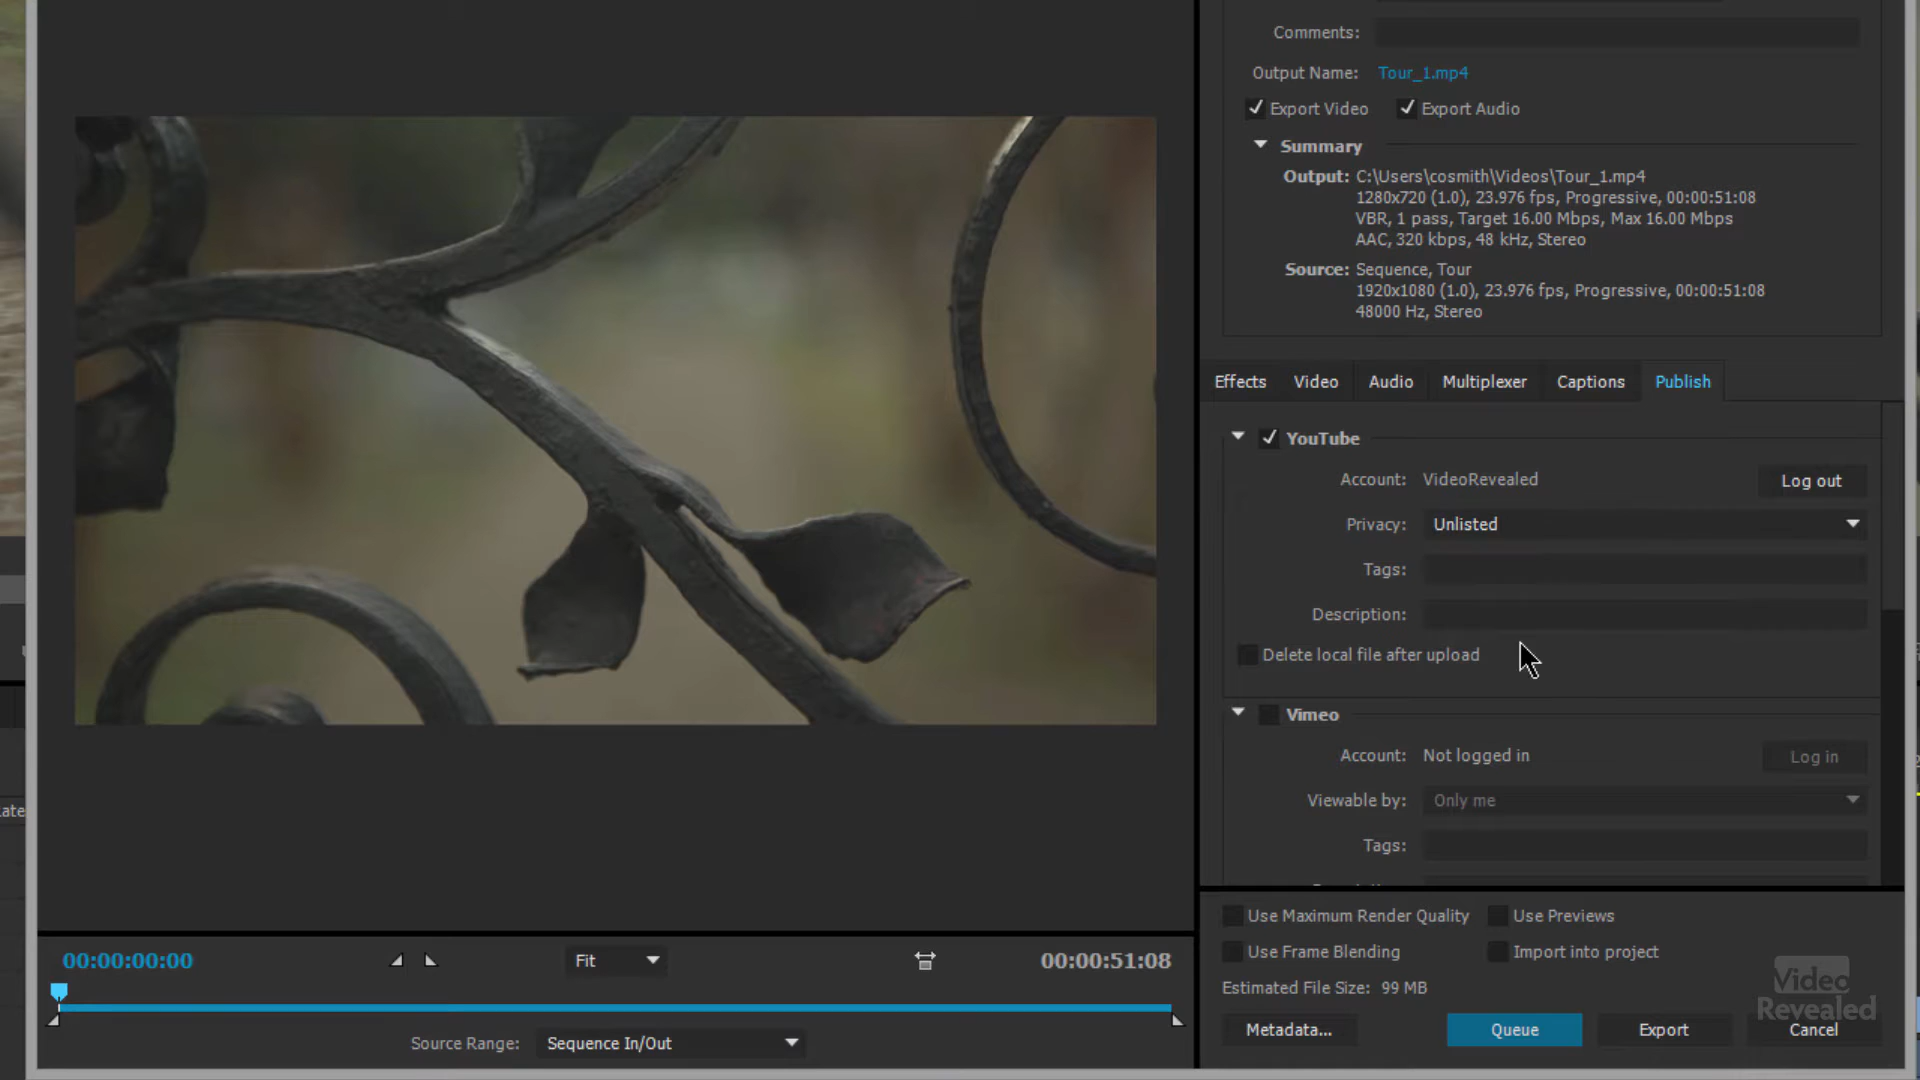 Comments:
Output Name: Tour_1.mp4
Export Video Export Audio
Summary
Output: C:\Users\cosmith\Videos\Tour_1.mp4
1280x720 (1.0), 23.976 fps, Progressive, 00:00:51:08
VBR, 1 pass, Target 16.00 Mbps, Max 16.00 Mbps
AAC, 320 kbps, 48 kHz, Stereo
Source: Sequence, Tour
1920x1080 (1.0), 23.976 fps, Progressive, 00:00:51:08
48000 Hz, Stereo
Effects Video Audio Multiplexer Captions Publish
YouTube
Account: VideoRevealed Log out
Privacy: Unlisted
Tags:
Description:
Delete local file after upload
Vimeo
Account: Not logged in Log in
Viewable by: Only me
Tags:
Use Maximum Render Quality Use Previews
Use Frame Blending Import into project
Estimated File Size: 99 MB
Metadata... Queue Export Cancel
00:00:00:00 Fit 00:00:51:08
Source Range: Sequence In/Out
Video
Revealed